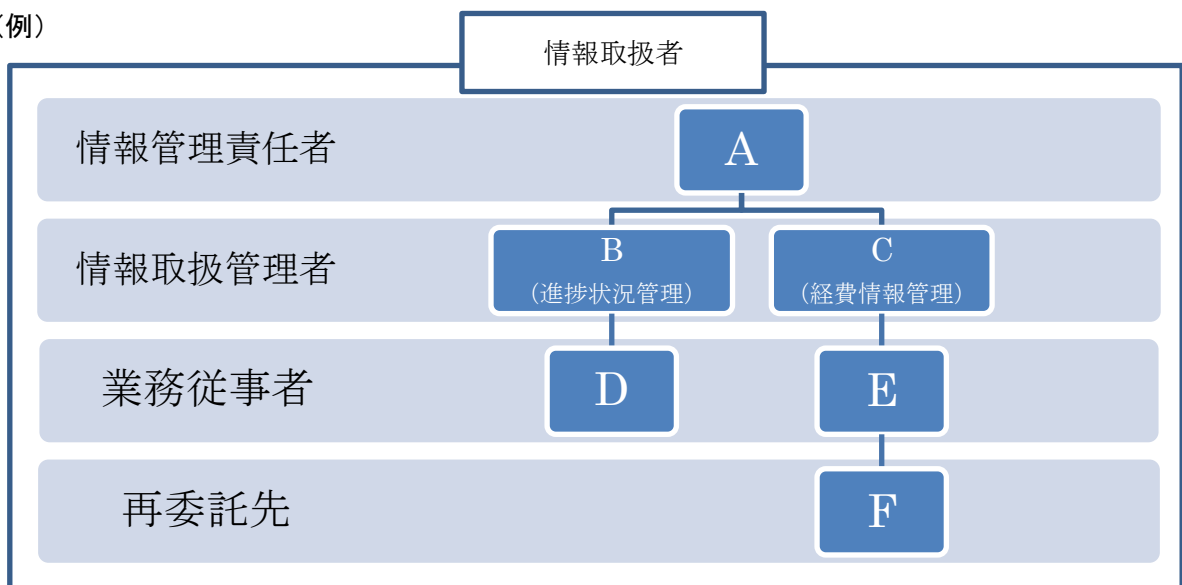 （例）
情報取扱者
情報管理責任者
A
情報取扱管理者
B
（進捗状況管理）
C
（経費情報管理）
業務従事者
D
E
再委託先
F